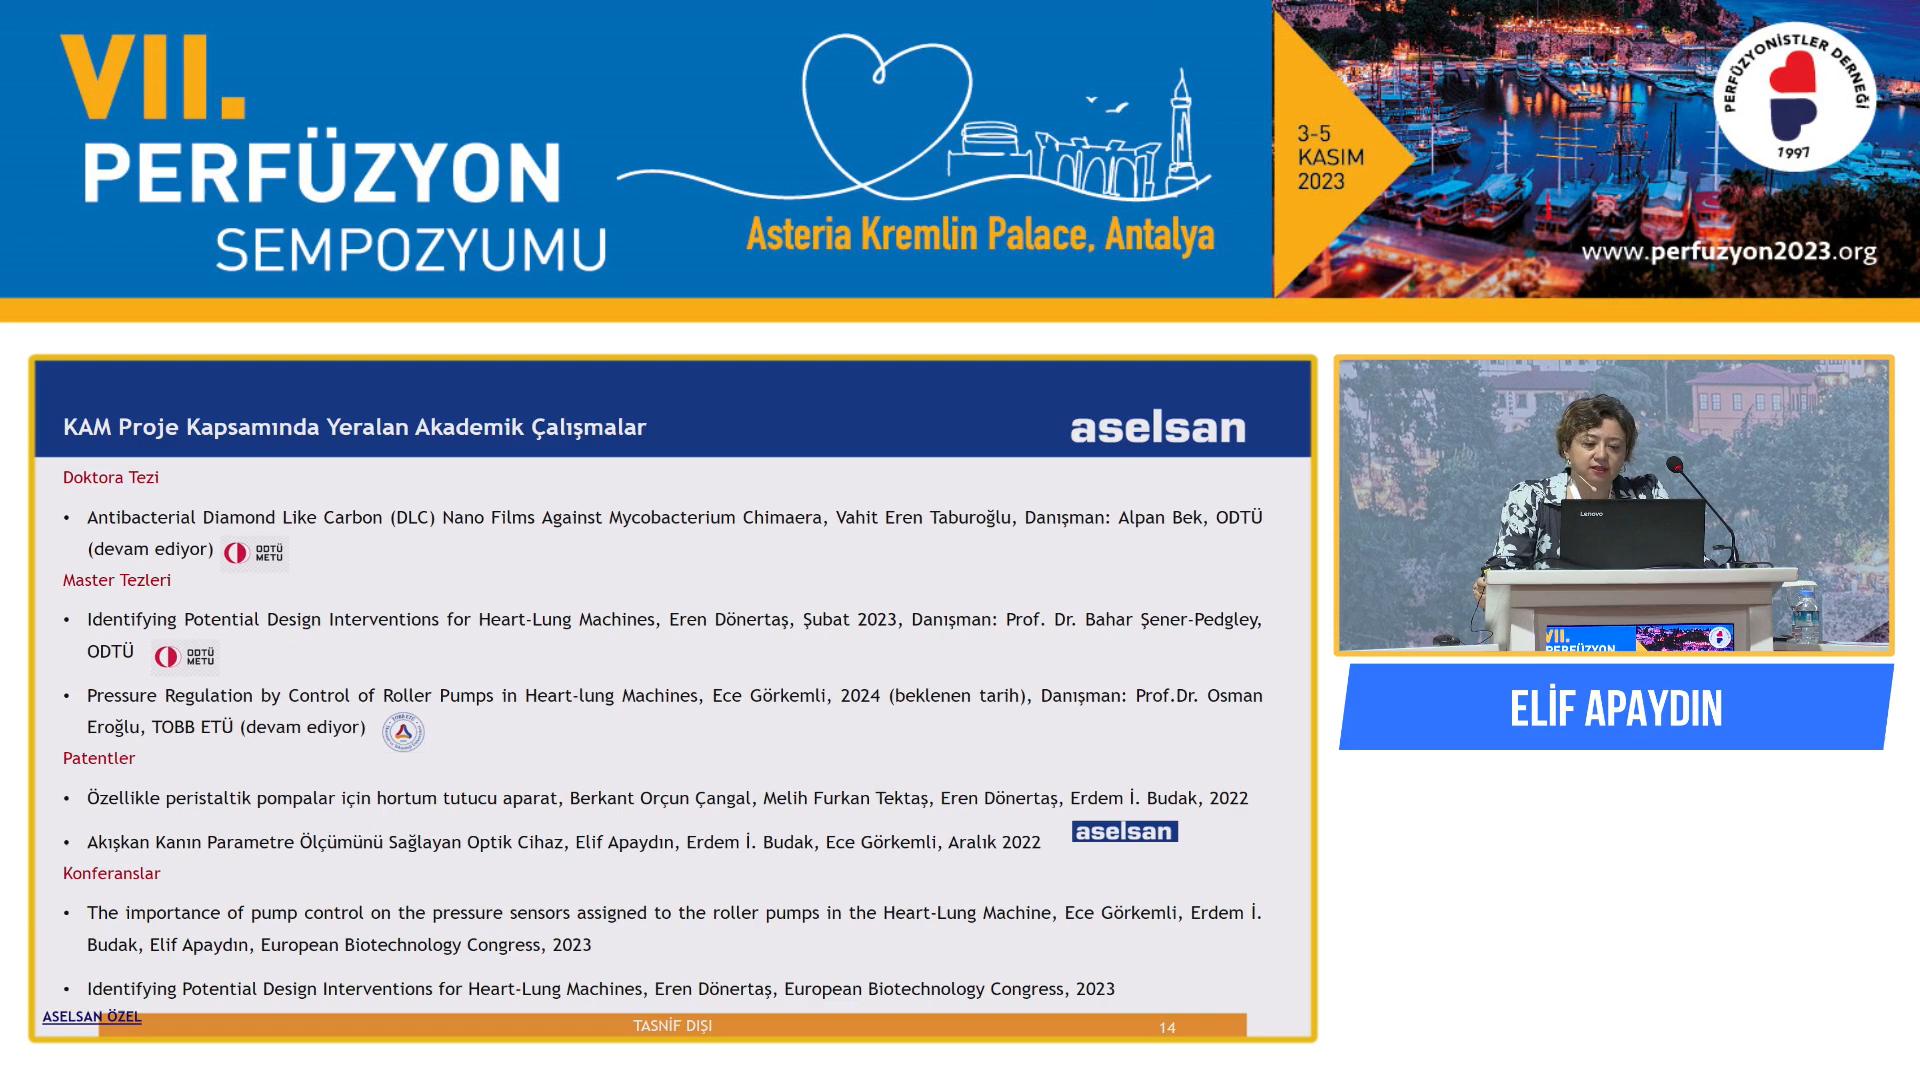 VII.
PERFÜZYON
SEMPOZYUMU
Asteria Kremlin Palace, Antalya
3-5
KASIM
2023
PERFÜZYONİSTLER DERNEĞİ
1997
www.perfuzyon2023.org
KAM Proje Kapsamında Yeralan Akademik Çalışmalar
aselsan
Doktora Tezi
• Antibacterial Diamond Like Carbon (DLC) Nano Films Against Mycobacterium Chimaera, Vahit Eren Taburoğlu, Danışman: Alpan Bek, ODTÜ
(devam ediyor)
ODTÜ
METU
Master Tezleri
• Identifying Potential Design Interventions for Heart-Lung Machines, Eren Dönertaş, Şubat 2023, Danışman: Prof. Dr. Bahar Şener-Pedgley,
ODTÜ
ODTÜ
METU
• Pressure Regulation by Control of Roller Pumps in Heart-lung Machines, Ece Görkemli, 2024 (beklenen tarih), Danışman: Prof.Dr. Osman
Eroğlu, TOBB ETÜ (devam ediyor)
TOBB ETÜ
Patentler
• Özellikle peristaltik pompalar için hortum tutucu aparat, Berkant Orçun Çangal, Melih Furkan Tektaş, Eren Dönertaş, Erdem İ. Budak, 2022
• Akışkan Kanın Parametre Ölçümünü Sağlayan Optik Cihaz, Elif Apaydın, Erdem İ. Budak, Ece Görkemli, Aralık 2022
aselsan
Konferanslar
• The importance of pump control on the pressure sensors assigned to the roller pumps in the Heart-Lung Machine, Ece Görkemli, Erdem İ.
Budak, Elif Apaydın, European Biotechnology Congress, 2023
• Identifying Potential Design Interventions for Heart-Lung Machines, Eren Dönertaş, European Biotechnology Congress, 2023
ASELSAN ÖZEL
TASNİF DIŞI
14
Lenovo
VII.
PERFÜZYON
ELİF APAYDIN